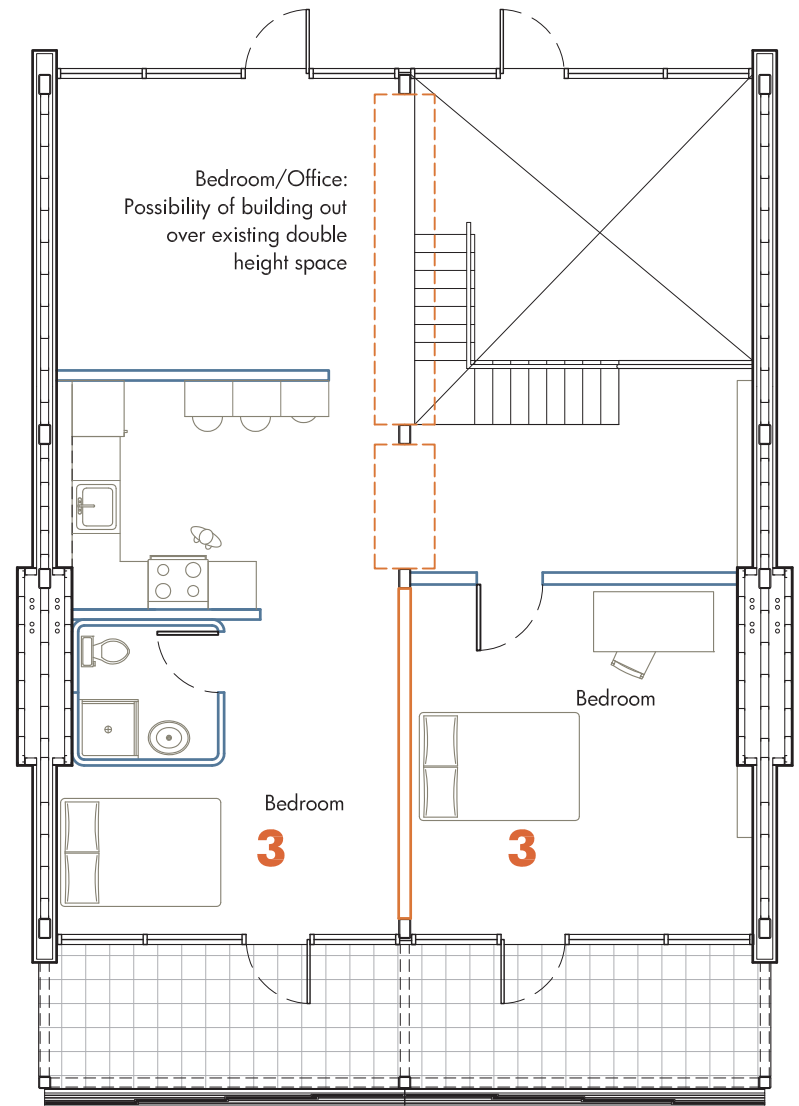 Bedroom/Office:
Possibility of building out
over existing double
height space
Bedroom
Bedroom
3
3